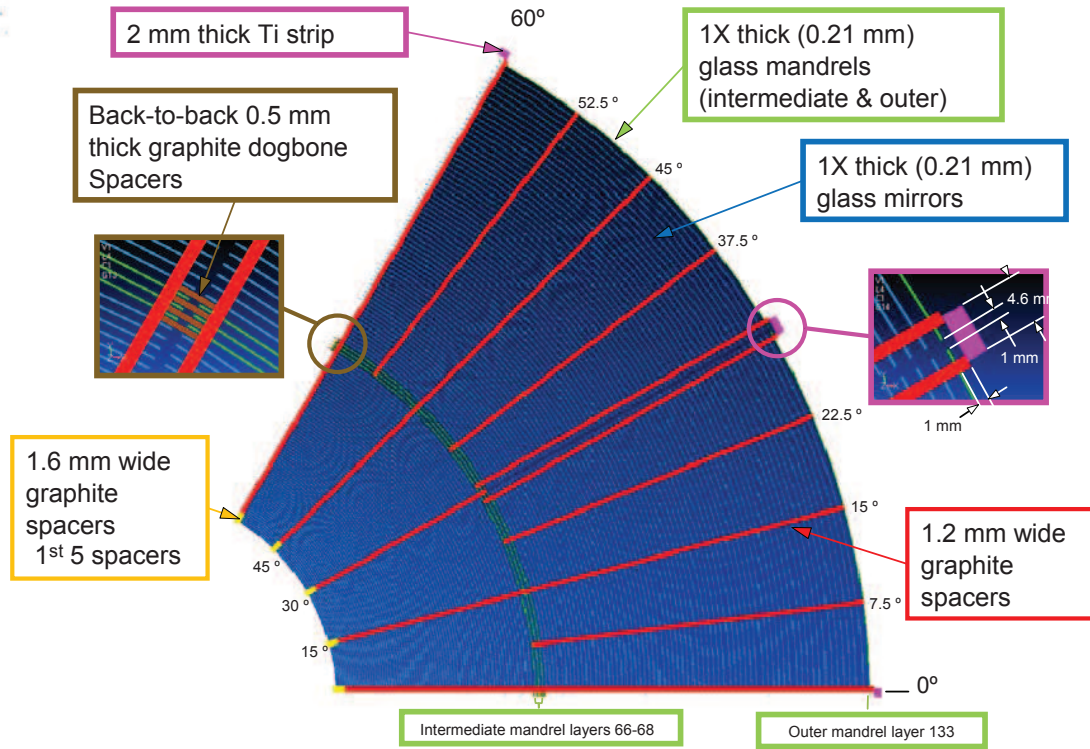 60º
2 mm thick Ti strip
1X thick (0.21 mm)
glass mandrels
(intermediate & outer)
52.5 º
Back-to-back 0.5 mm
thick graphite dogbone
Spacers
45 º
1X thick (0.21 mm)
glass mirrors
37.5 º
4.6 m
1 mm
1 mm
22.5 º
1.6 mm wide
graphite
spacers
1st 5 spacers
15 º
1.2 mm wide
graphite
spacers
45 º
30 º
7.5 º
15 º
0º
Intermediate mandrel layers 66-68
Outer mandrel layer 133